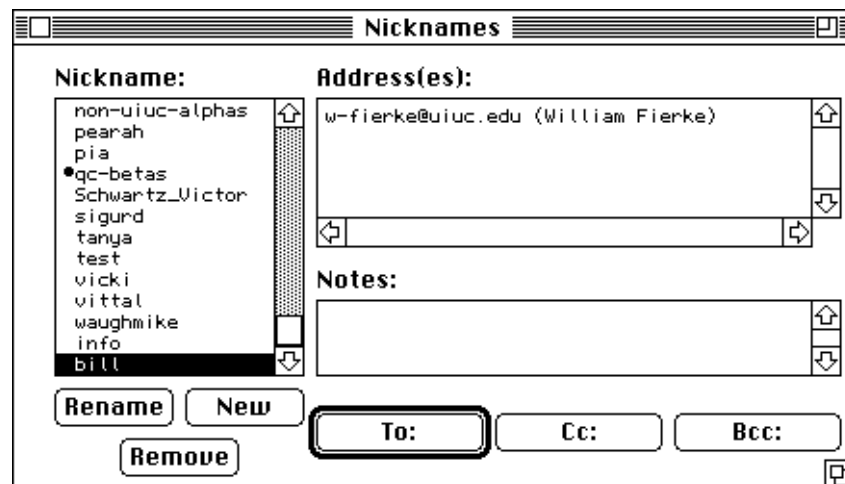 Nicknames
Nickname:
non-uiuc-alphas
pearah
pia
•qc-betas
Schwartz_Victor
sigurd
tanya
test
vicki
vittal
waughmike
info
bill
Rename New
Remove
Address(es):
w-fierke@uiuc.edu (William Fierke)
Notes:
To: Cc: Bcc: